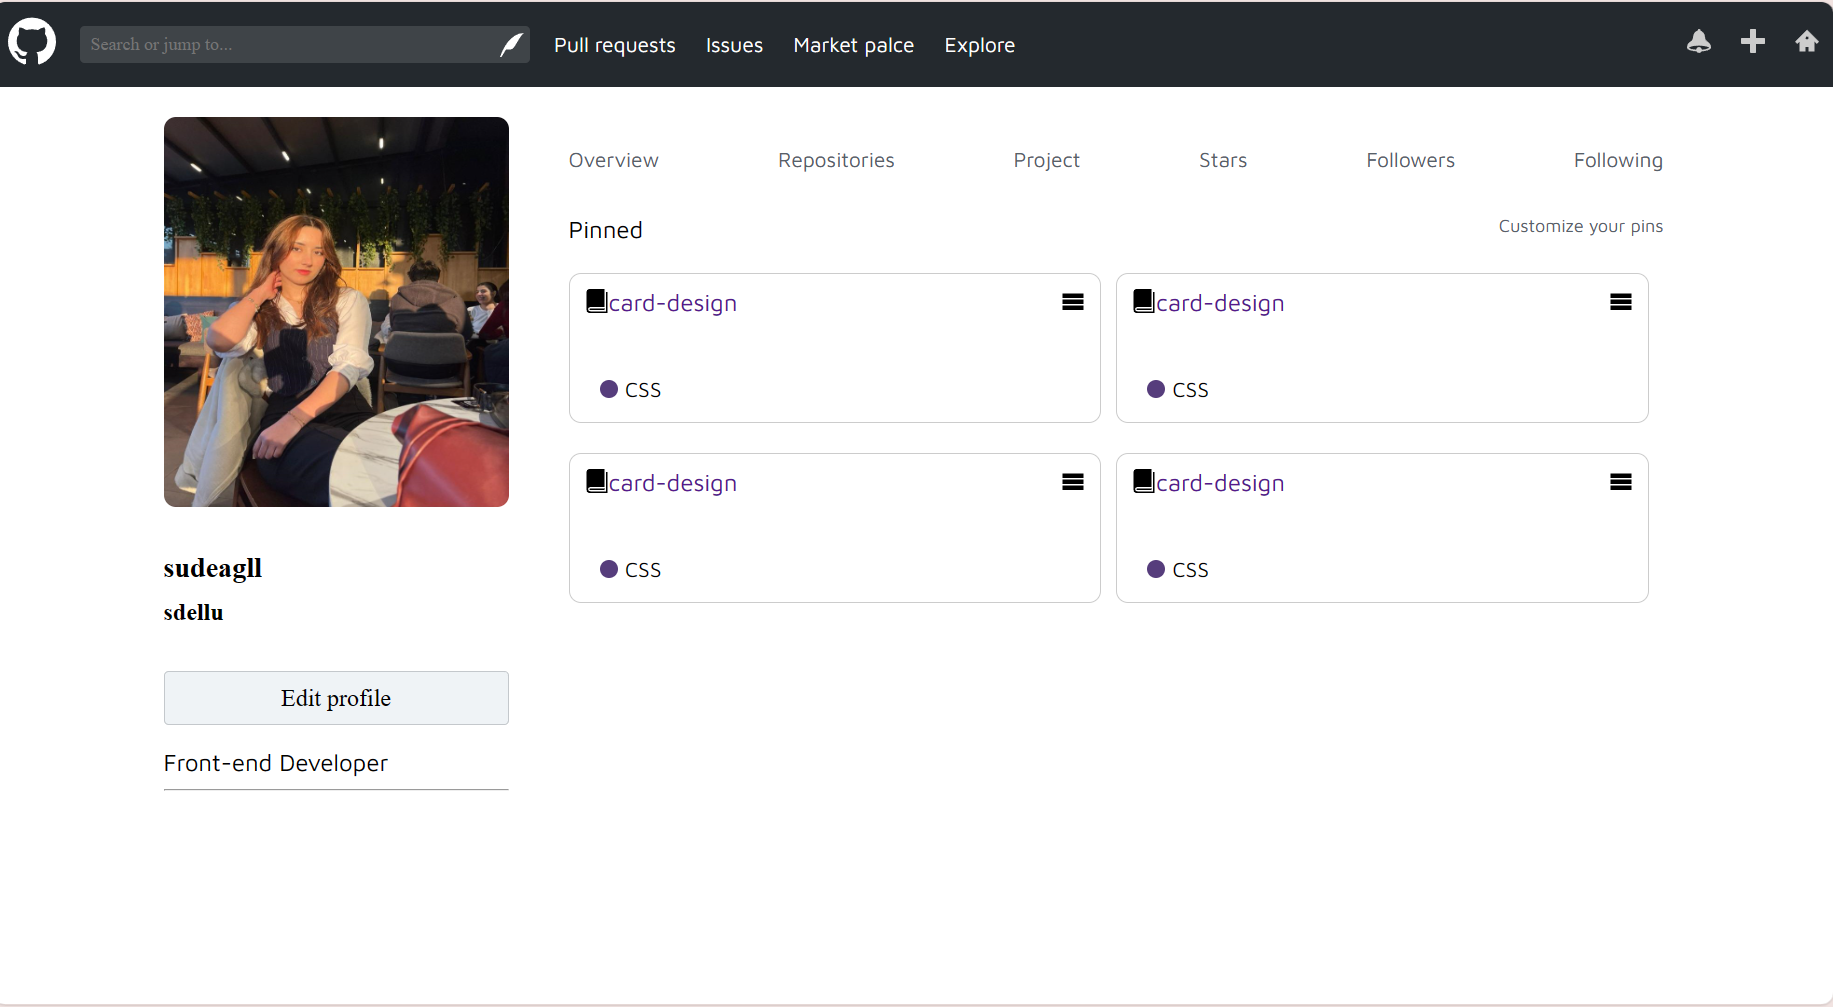 Search or jump to...
Pull requests
Issues
Market palce
Explore
Overview
Repositories
Project
Stars
Followers
Following
Pinned
Customize your pins
card-design
CSS
card-design
CSS
card-design
CSS
card-design
CSS
sudeagll
sdellu
Edit profile
Front-end Developer